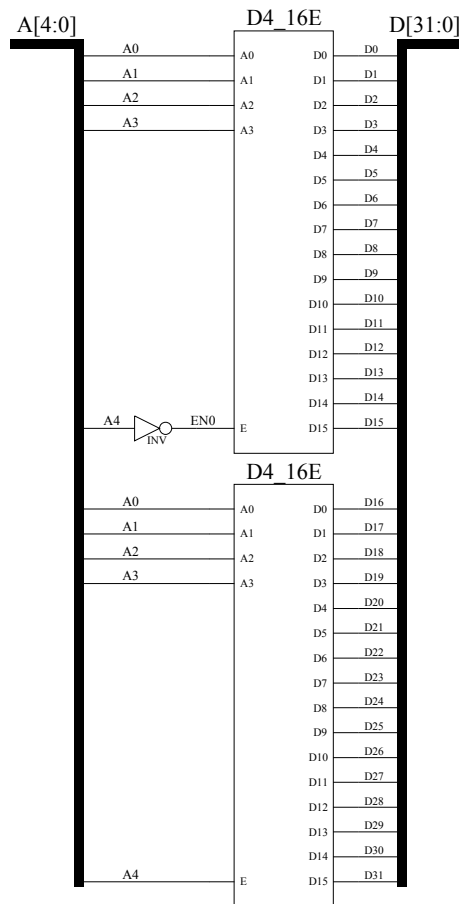 A[4:0] D4_16E D[31:0]
A0 A0 D0 D0
A1 A1 D1 D1
A2 A2 D2 D2
A3 A3 D3 D3
D4 D4
D5 D5
D6 D6
D7 D7
D8 D8
D9 D9
D10 D10
D11 D11
D12 D12
D13 D13
D14 D14
A4 INV EN0 E D15 D15
D4_16E
A0 A0 D0 D16
A1 A1 D1 D17
A2 A2 D2 D18
A3 A3 D3 D19
D4 D20
D5 D21
D6 D22
D7 D23
D8 D24
D9 D25
D10 D26
D11 D27
D12 D28
D13 D29
D14 D30
A4 E D15 D31